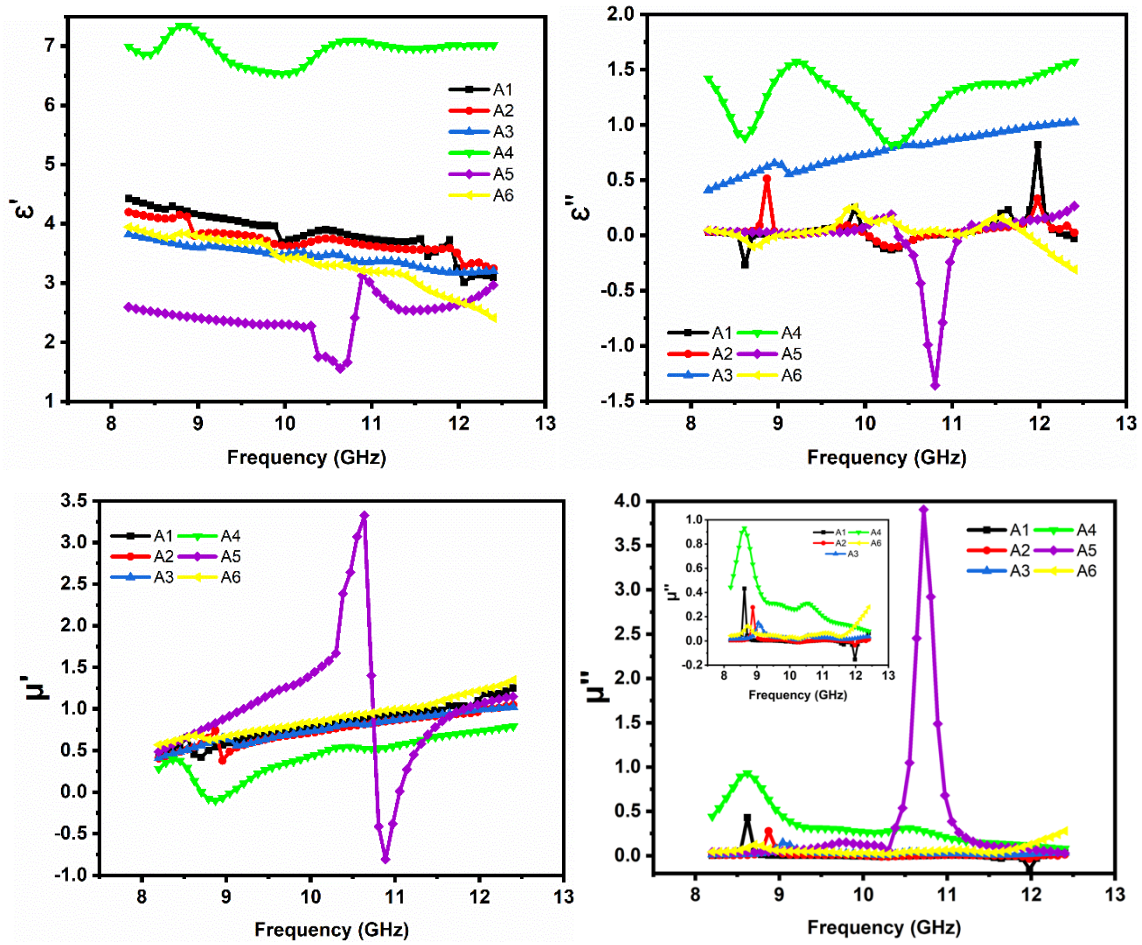 ε'
7
6
5
4
3
2
1
8 9 10 11 12 13
Frequency (GHz)
A1
A2
A3
A4
A5
A6
ε''
2.0
1.5
1.0
0.5
0.0
-0.5
-1.0
-1.5
8 9 10 11 12 13
Frequency (GHz)
A1 A4
A2 A5
A3 A6
μ'
3.5
3.0
2.5
2.0
1.5
1.0
0.5
0.0
-0.5
-1.0
8 9 10 11 12 13
Frequency (GHz)
A1 A4
A2 A5
A3 A6
μ''
4.0
3.5
3.0
2.5
2.0
1.5
1.0
0.5
0.0
8 9 10 11 12 13
Frequency (GHz)
A1 A4
A2 A5
A3 A6
μ''
1.0
0.8
0.6
0.4
0.2
0.0
-0.2
8 9 10 11 12 13
Frequency (GHz)
A1 A4
A2 A6
A3